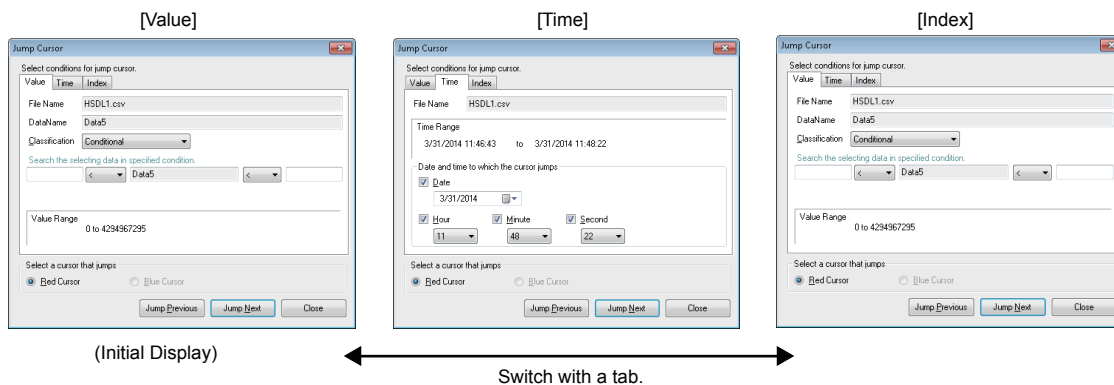 [Value]
[Time]
[Index]
Jump Cursor
Select conditions for jump cursor.
Value Time Index
File Name HSDL1.csv
DataName Data5
Classification Conditional
Search the selecting data in specified condition.
< Data5 <
Value Range
0 to 4294967295
Select a cursor that jumps
Red Cursor Blue Cursor
Jump Previous Jump Next Close
Jump Cursor
Select conditions for jump cursor.
Value Time Index
File Name HSDL1.csv
Time Range
3/31/2014 11:46:43 to 3/31/2014 11:48:22
Date and time to which the cursor jumps
Date
3/31/2014
Hour Minute Second
11 48 22
Select a cursor that jumps
Red Cursor Blue Cursor
Jump Previous Jump Next Close
Jump Cursor
Select conditions for jump cursor.
Value Time Index
File Name HSDL1.csv
DataName Data5
Classification Conditional
Search the selecting data in specified condition.
< Data5 <
Value Range
0 to 4294967295
Select a cursor that jumps
Red Cursor Blue Cursor
Jump Previous Jump Next Close
(Initial Display)
Switch with a tab.